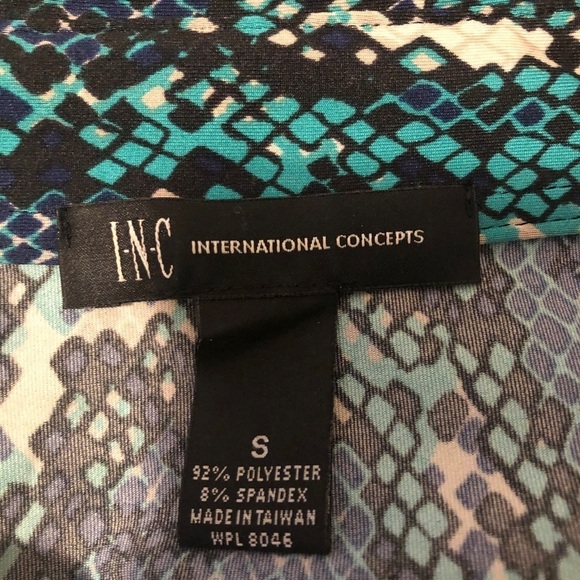 I·N·C INTERNATIONAL CONCEPTS
S
92% POLYESTER
8% SPANDEX
MADE IN TAIWAN
WPL 8046